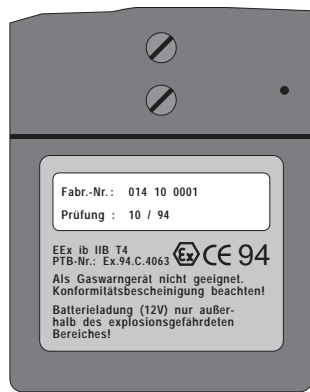 Fabr.-Nr.: 014 10 0001
Prüfung : 10 / 94
EEx ib IIB T4
PTB-Nr.: Ex.94.C.4063 Ex CE 94
Als Gaswarngerät nicht geeignet.
Konformitätsbescheinigung beachten!
Batterieladung (12V) nur außer-
halb des explosionsgefährdeten
Bereiches!